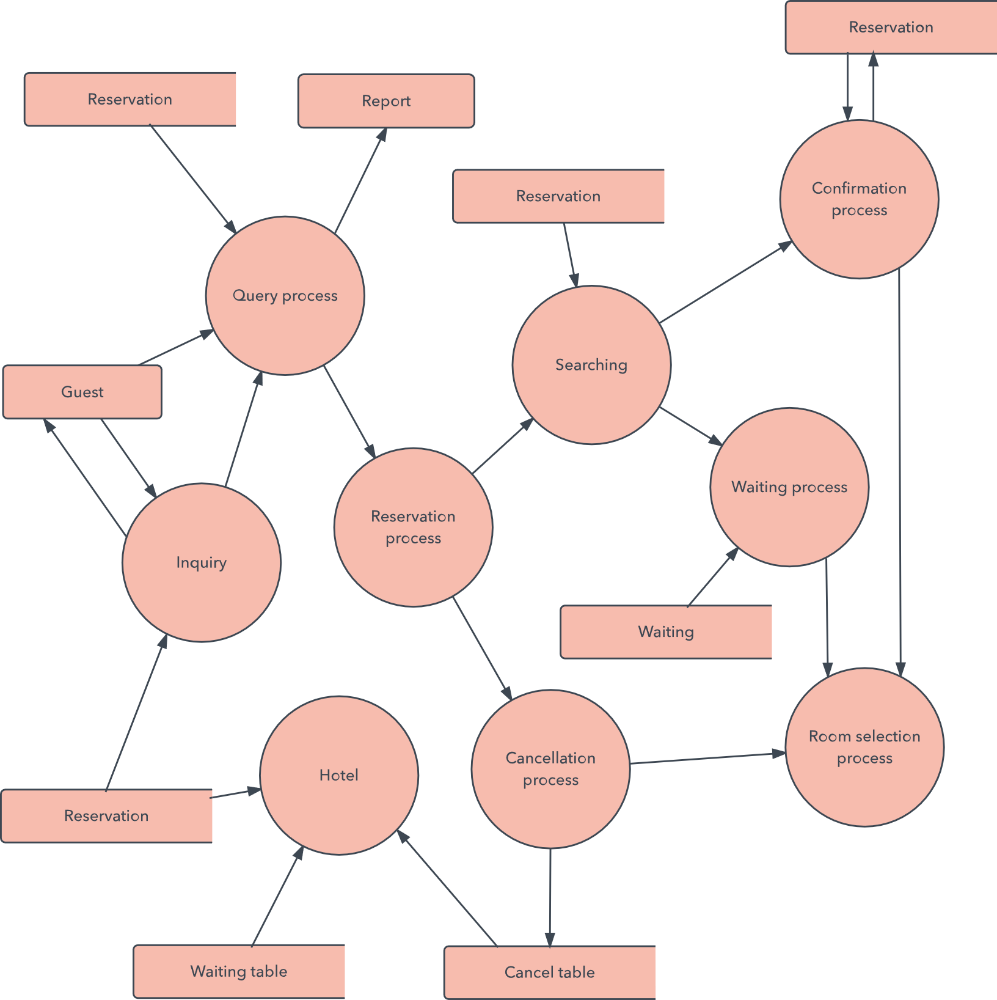 Reservation
Reservation
Report
Reservation
Confirmation
process
Query process
Searching
Guest
Waiting process
Reservation
process
Inquiry
Waiting
Room selection
process
Cancellation
process
Hotel
Reservation
Waiting table
Cancel table